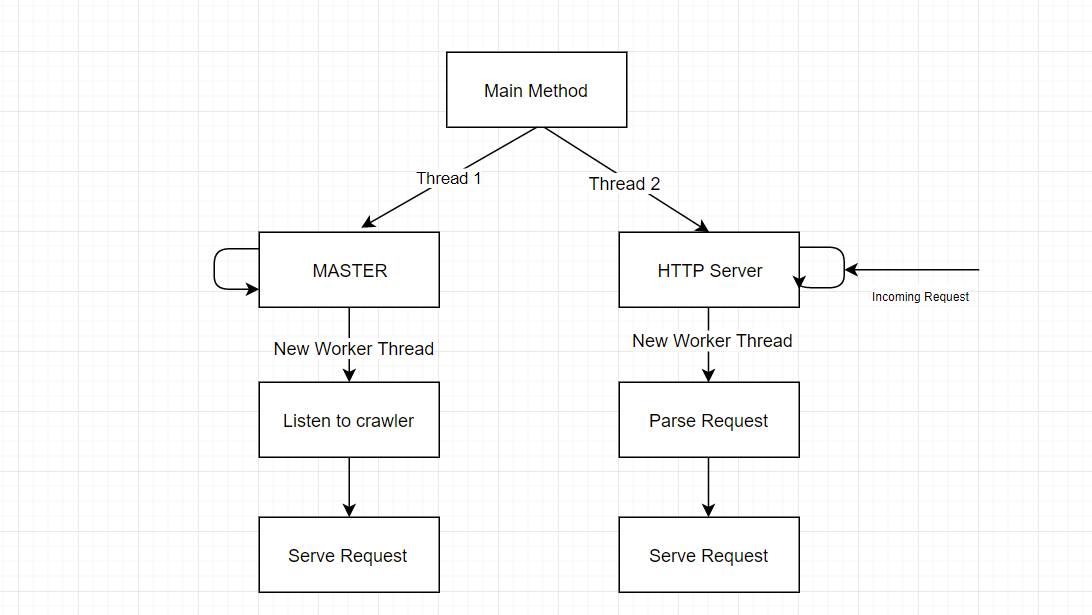 Main Method
Thread 1
Thread 2
MASTER
HTTP Server
Incoming Request
New Worker Thread
New Worker Thread
Listen to crawler
Parse Request
Serve Request
Serve Request